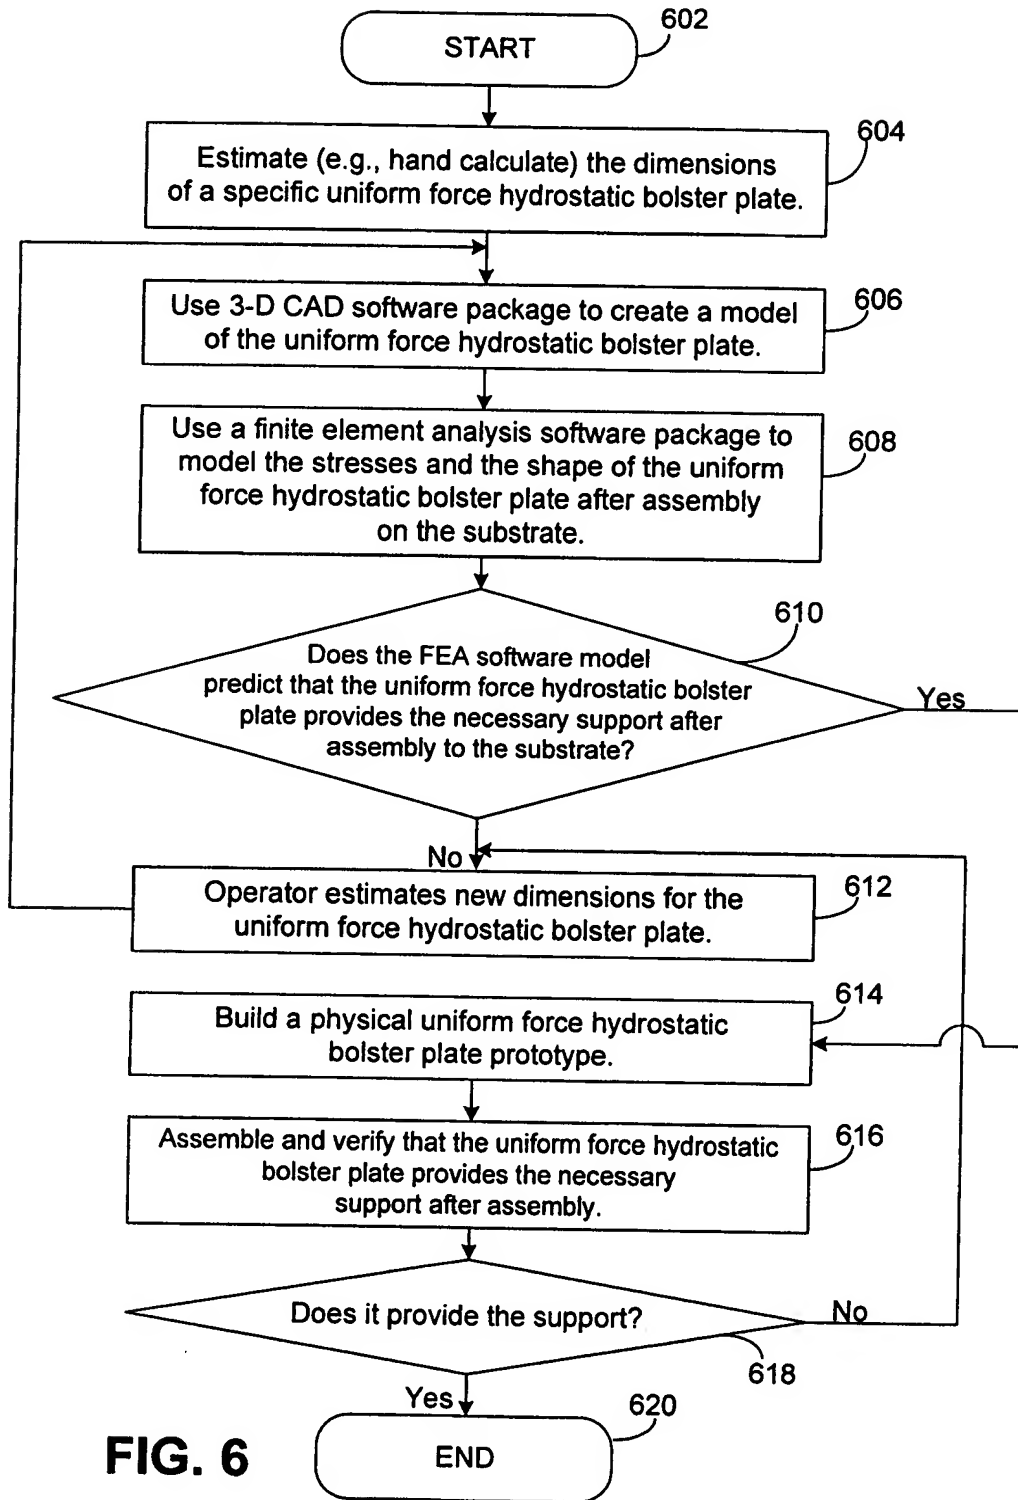 START
602
Estimate (e.g., hand calculate) the dimensions
of a specific uniform force hydrostatic bolster plate.
604
Use 3-D CAD software package to create a model
of the uniform force hydrostatic bolster plate.
606
Use a finite element analysis software package to
model the stresses and the shape of the uniform
force hydrostatic bolster plate after assembly
on the substrate.
608
Does the FEA software model
predict that the uniform force hydrostatic bolster
plate provides the necessary support after
assembly to the substrate?
610
Yes
No
Operator estimates new dimensions for the
uniform force hydrostatic bolster plate.
612
Build a physical uniform force hydrostatic
bolster plate prototype.
614
Assemble and verify that the uniform force hydrostatic
bolster plate provides the necessary
support after assembly.
616
Does it provide the support?
No
618
Yes
END
620
FIG. 6